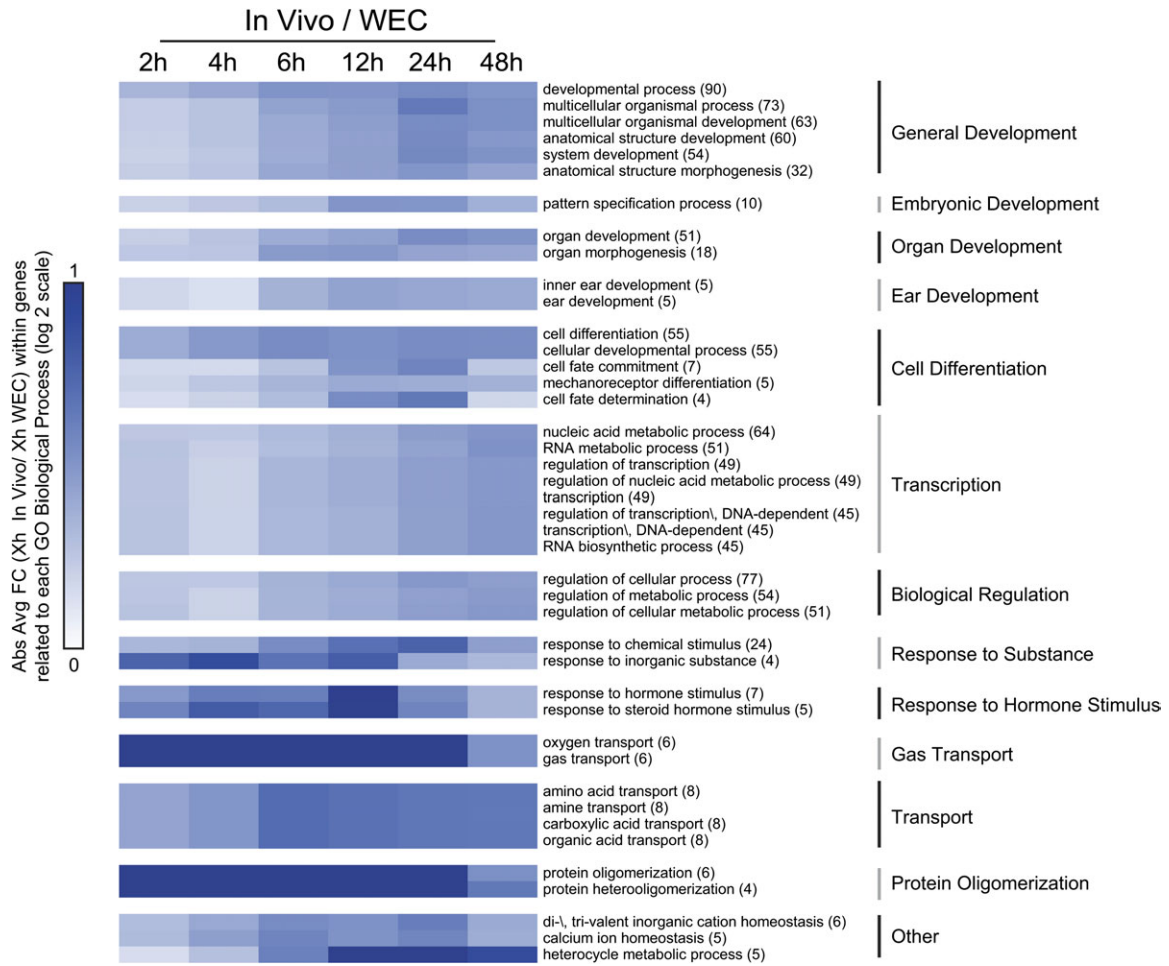 In Vivo / WEC
2h 4h 6h 12h 24h 48h
developmental process (90)
multicellular organismal process (73)
multicellular organismal development (63)
anatomical structure development (60)
system development (54)
anatomical structure morphogenesis (32)
General Development
pattern specification process (10)
Embryonic Development
organ development (51)
organ morphogenesis (18)
Organ Development
inner ear development (5)
ear development (5)
Ear Development
cell differentiation (55)
cellular developmental process (55)
cell fate commitment (7)
mechanoreceptor differentiation (5)
cell fate determination (4)
Cell Differentiation
nucleic acid metabolic process (64)
RNA metabolic process (51)
regulation of transcription (49)
regulation of nucleic acid metabolic process (49)
transcription (49)
regulation of transcription\, DNA-dependent (45)
transcription\, DNA-dependent (45)
RNA biosynthetic process (45)
Transcription
regulation of cellular process (77)
regulation of metabolic process (54)
regulation of cellular metabolic process (51)
Biological Regulation
response to chemical stimulus (24)
response to inorganic substance (4)
Response to Substance
response to hormone stimulus (7)
response to steroid hormone stimulus (5)
Response to Hormone Stimulus
oxygen transport (6)
gas transport (6)
Gas Transport
amino acid transport (8)
amine transport (8)
carboxylic acid transport (8)
organic acid transport (8)
Transport
protein oligomerization (6)
protein heterooligomerization (4)
Protein Oligomerization
di-\, tri-valent inorganic cation homeostasis (6)
calcium ion homeostasis (5)
heterocycle metabolic process (5)
Other
Abs Avg FC (Xh In Vivo/ Xh WEC) within genes
related to each GO Biological Process (log 2 scale)
1
0